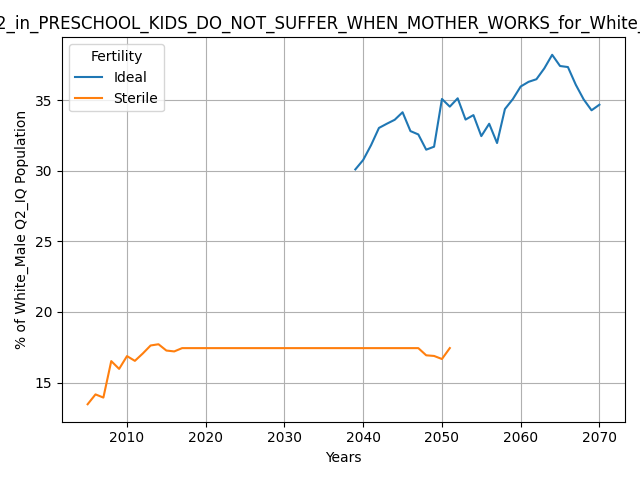 2_in_PRESCHOOL_KIDS_DO_NOT_SUFFER_WHEN_MOTHER_WORKS_for_White_
Fertility
Ideal
Sterile
% of White_Male Q2_IQ Population
35
30
25
20
15
2010 2020 2030 2040 2050 2060 2070
Years